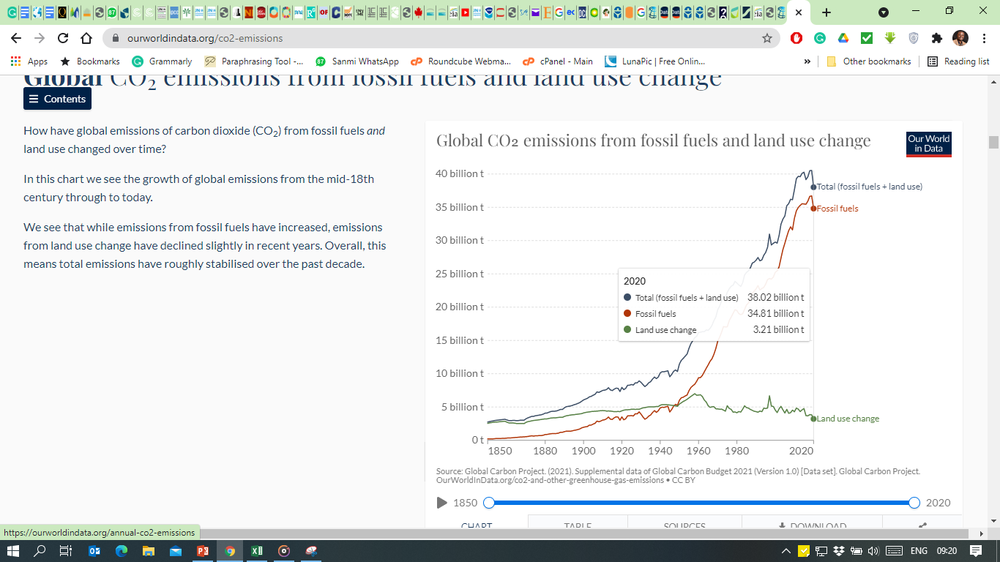 ourworldindata.org/co2-emissions
Apps
Bookmarks
Grammarly
Paraphrasing Tool -...
Sanmi WhatsApp
Roundcube Webma...
cPanel - Main
LunaPic | Free Onlin...
»
Other bookmarks
Reading list
Global CO₂ emissions from fossil fuels and land use change
Contents
How have global emissions of carbon dioxide (CO₂) from fossil fuels and
land use changed over time?
In this chart we see the growth of global emissions from the mid-18th
century through to today.
We see that while emissions from fossil fuels have increased, emissions
from land use change have declined slightly in recent years. Overall, this
means total emissions have roughly stabilised over the past decade.
Global CO2 emissions from fossil fuels and land use change
Our World
in Data
40 billion t
Total (fossil fuels + land use)
35 billion t
Fossil fuels
30 billion t
25 billion t
2020
Total (fossil fuels + land use) 38.02 billion t
Fossil fuels 34.81 billion t
Land use change 3.21 billion t
20 billion t
15 billion t
10 billion t
5 billion t
Land use change
0 t
1850 1880 1900 1920 1940 1960 1980 2020
Source: Global Carbon Project. (2021). Supplemental data of Global Carbon Budget 2021 (Version 1.0) [Data set]. Global Carbon Project.
OurWorldInData.org/co2-and-other-greenhouse-gas-emissions • CC BY
1850 2020
CHART TABLE SOURCES DOWNLOAD
https://ourworldindata.org/annual-co2-emissions
ENG 09:20